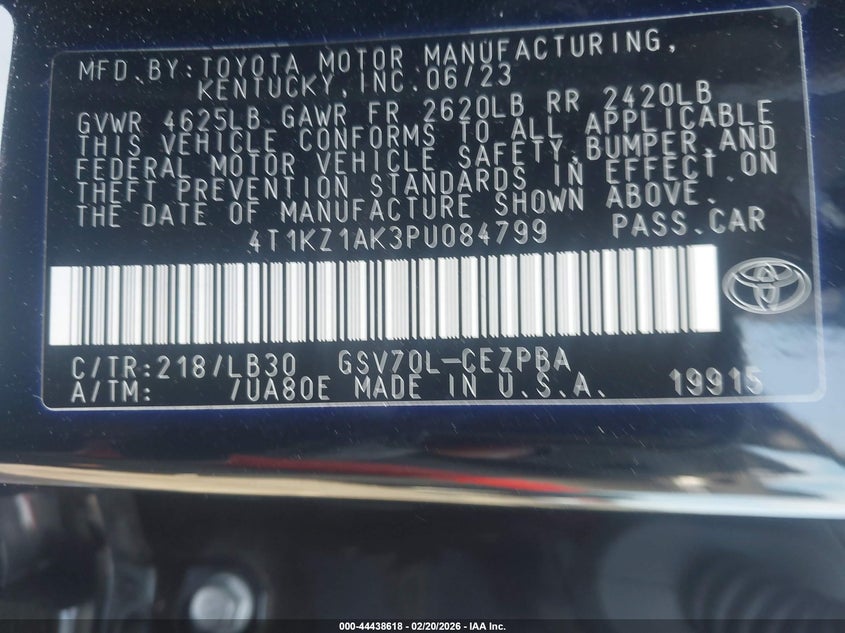 MFD.BY:TOYOTA MOTOR MANUFACTURING,
KENTUCKY,INC.06/23
GVWR 4625LB GAWR FR 2620LB RR 2420LB
THIS VEHICLE CONFORMS TO ALL APPLICABLE
FEDERAL MOTOR VEHICLE SAFETY,BUMPER,AND
THEFT PREVENTION STANDARDS IN EFFECT ON
THE DATE OF MANUFACTURE SHOWN ABOVE.
4T1KZ1AK3PU084799 PASS.CAR
C/TR:218/LB30 GSV70L-CEZPBA
A/TM: /UA80E MADE IN U.S.A. 19915
000-44438618 - 02/20/2026 - IAA Inc.